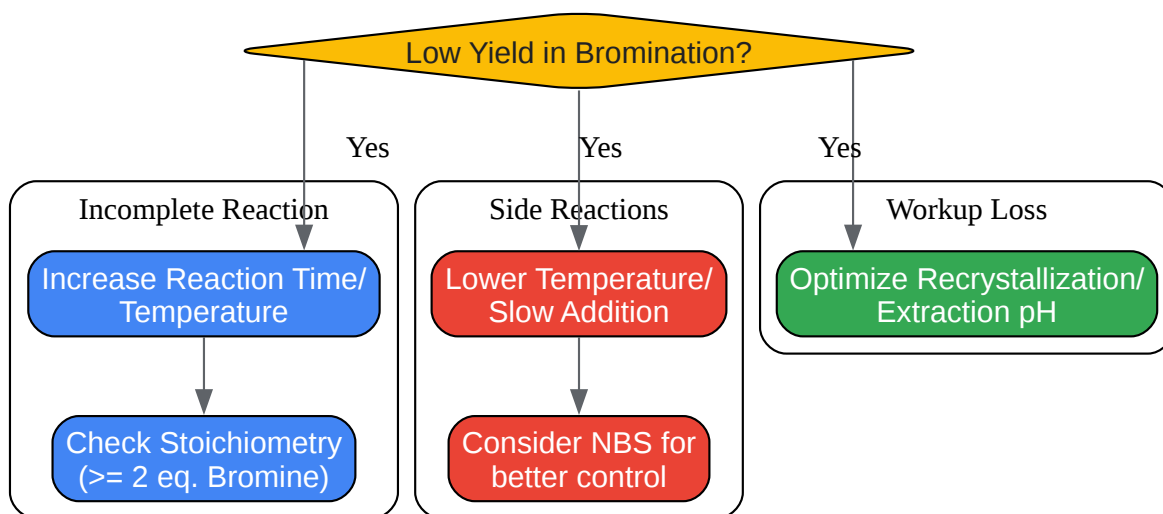 Low Yield in Bromination?
Yes
Yes
Yes
Incomplete Reaction
Side Reactions
Workup Loss
Increase Reaction Time/
Temperature
Lower Temperature/
Slow Addition
Optimize Recrystallization/
Extraction pH
Check Stoichiometry
(>= 2 eq. Bromine)
Consider NBS for
better control